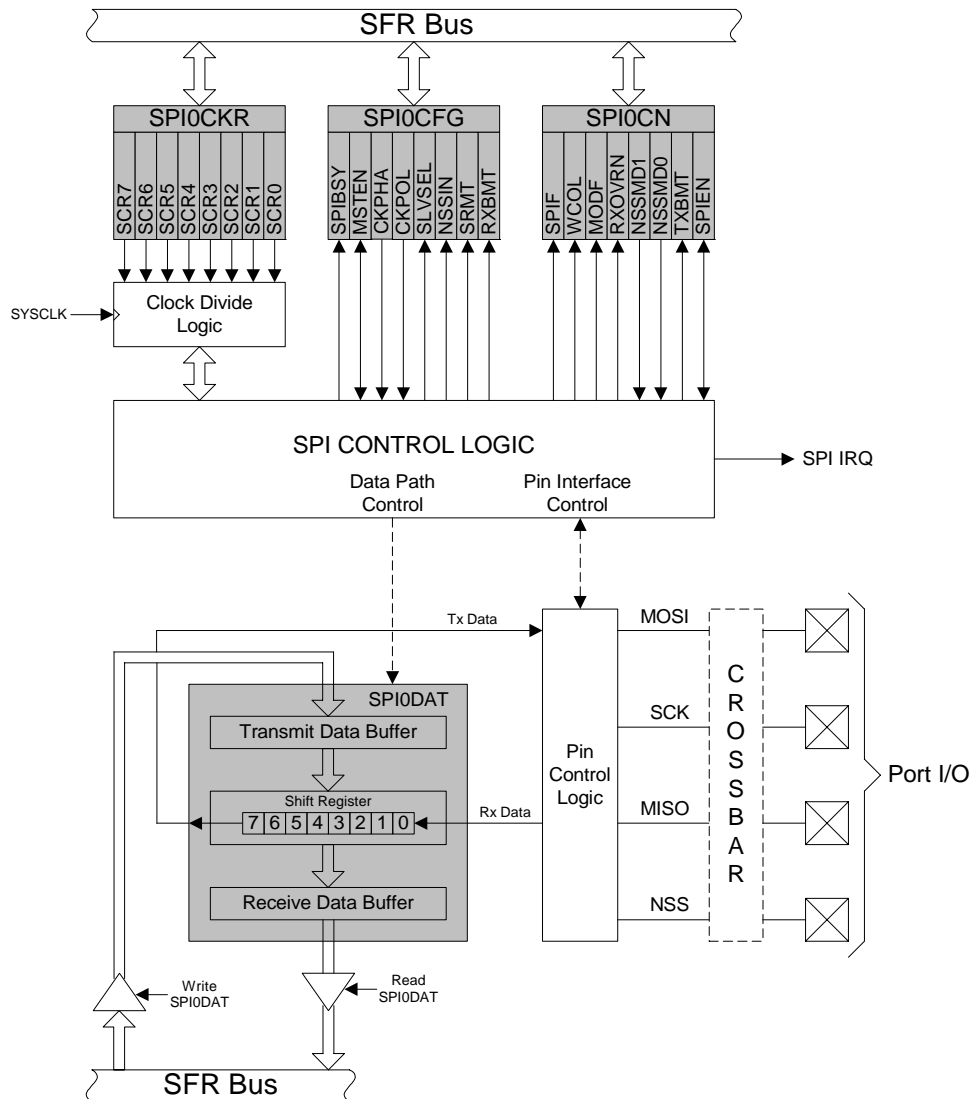 SFR Bus
SPI0CKR
SPI0CFG
SPI0CN
SCR7
SCR6
SCR5
SCR4
SCR3
SCR2
SCR1
SCR0
SPIBSY
MSTEN
CKPHA
CKPOL
SLVSEL
NSSIN
SRMT
RXBMT
SPIF
WCOL
MODF
RXOVRN
NSSMD1
NSSMD0
TXBMT
SPIEN
SYSCLK
Clock Divide
Logic
SPI CONTROL LOGIC
SPI IRQ
Data Path
Control
Pin Interface
Control
Tx Data
MOSI
SPI0DAT
Transmit Data Buffer
SCK
Shift Register
7 6 5 4 3 2 1 0
Rx Data
Pin
Control
Logic
MISO
Receive Data Buffer
NSS
CROSSBAR
Port I/O
Write
SPI0DAT
Read
SPI0DAT
SFR Bus